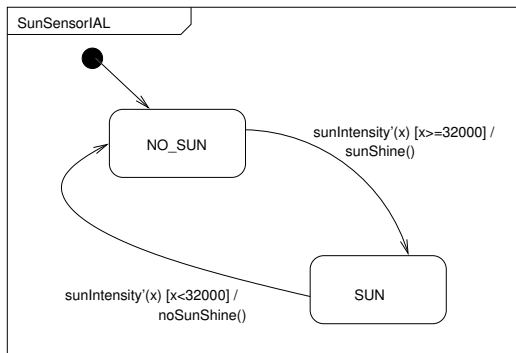 SunSensorIAL
NO_SUN
sunIntensity'(x) [x>=32000] /
sunShine()
SUN
sunIntensity'(x) [x<32000] /
noSunShine()